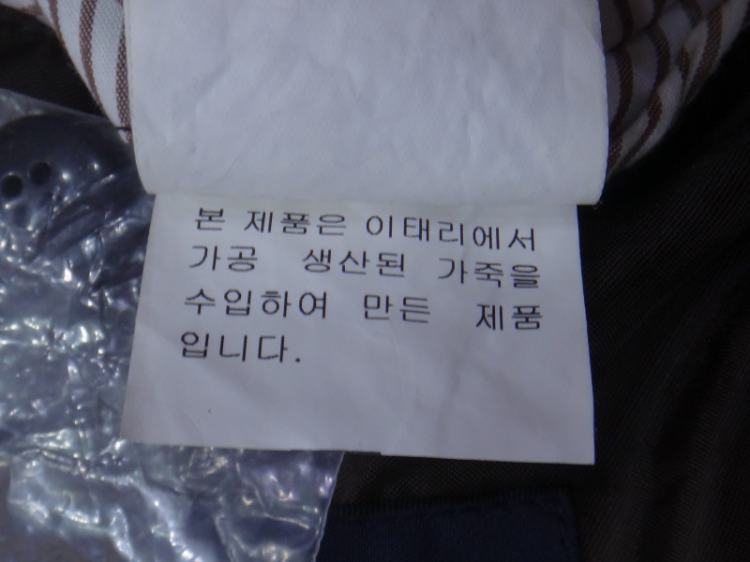 본 제품은 이태리에서
가공 생산된 가죽을
수입하여 만든 제품
입니다.